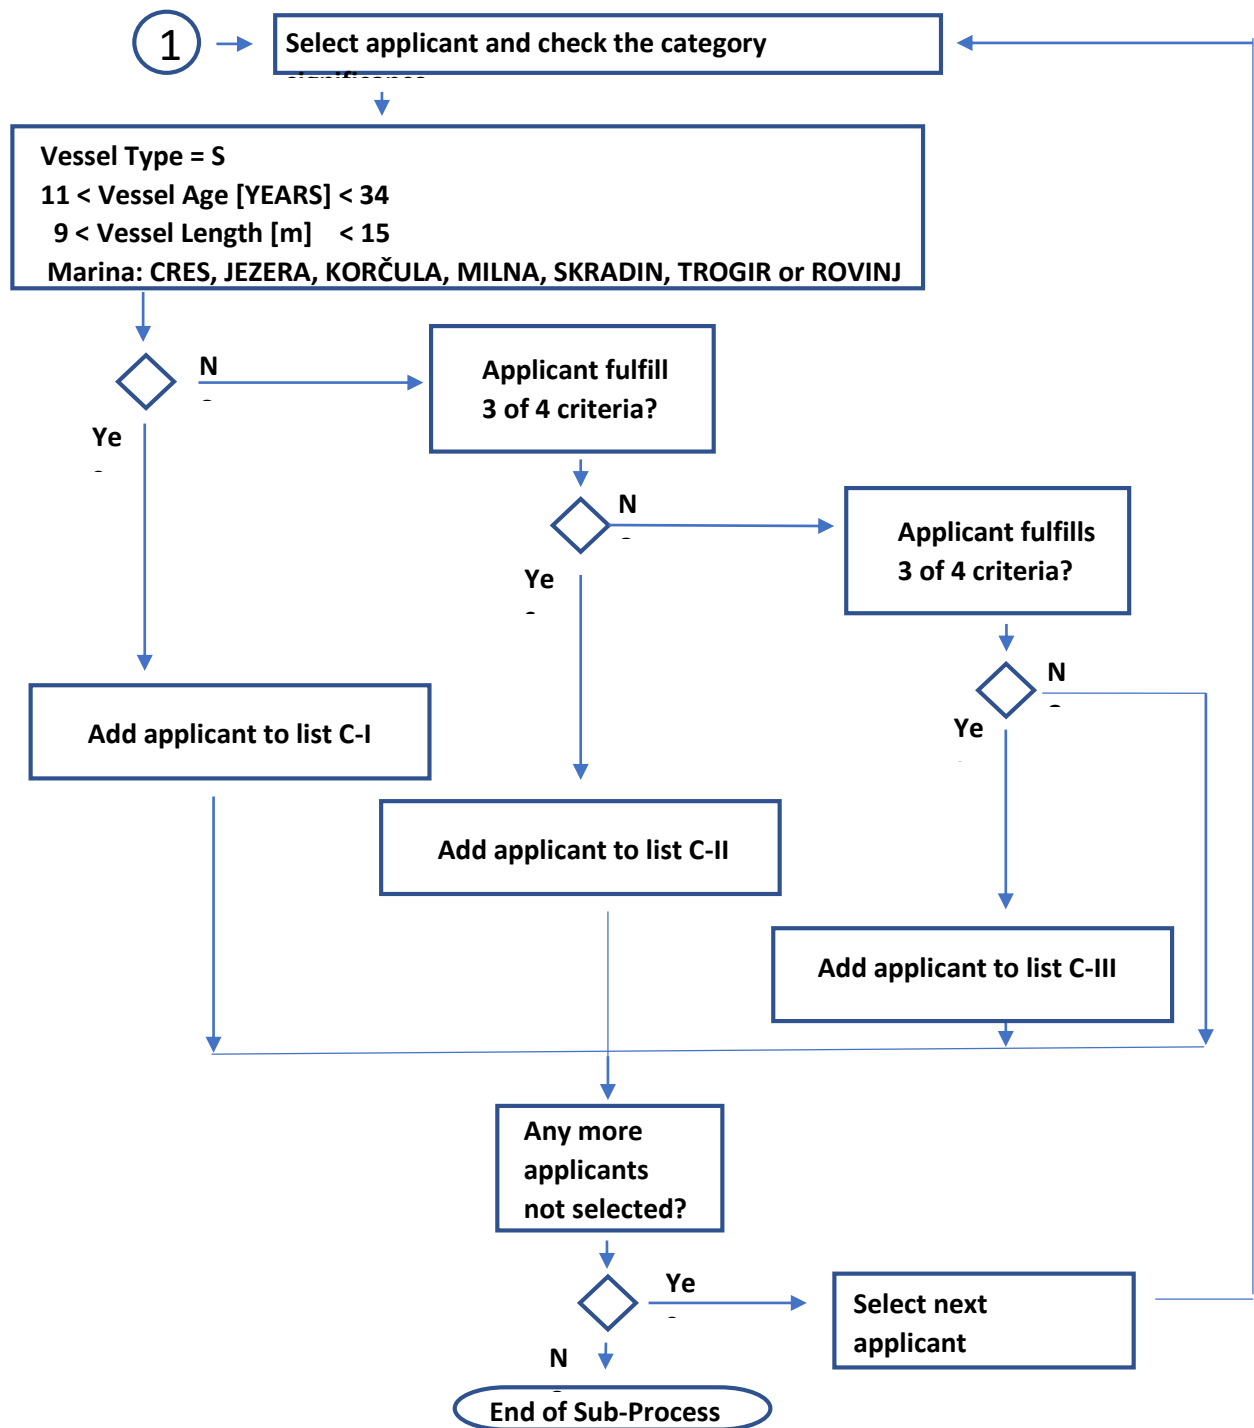 1
Select applicant and check the category
significance
Vessel Type = S
11 < Vessel Age [YEARS] < 34
9 < Vessel Length [m] < 15
Marina: CRES, JEZERA, KORČULA, MILNA, SKRADIN, TROGIR or ROVINJ
N
Applicant fulfill
3 of 4 criteria?
Ye
N
Applicant fulfills
3 of 4 criteria?
Ye
N
Ye
Add applicant to list C-I
Add applicant to list C-II
Add applicant to list C-III
Any more
applicants
not selected?
Ye
Select next
applicant
N
End of Sub-Process